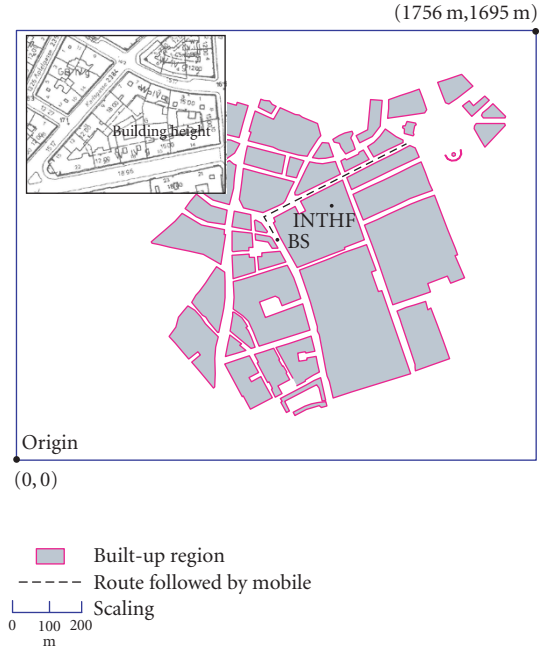 (1756 m,1695 m)
Building height
INTHF
BS
Origin
(0, 0)
Built-up region
Route followed by mobile
Scaling
0 100 200
m